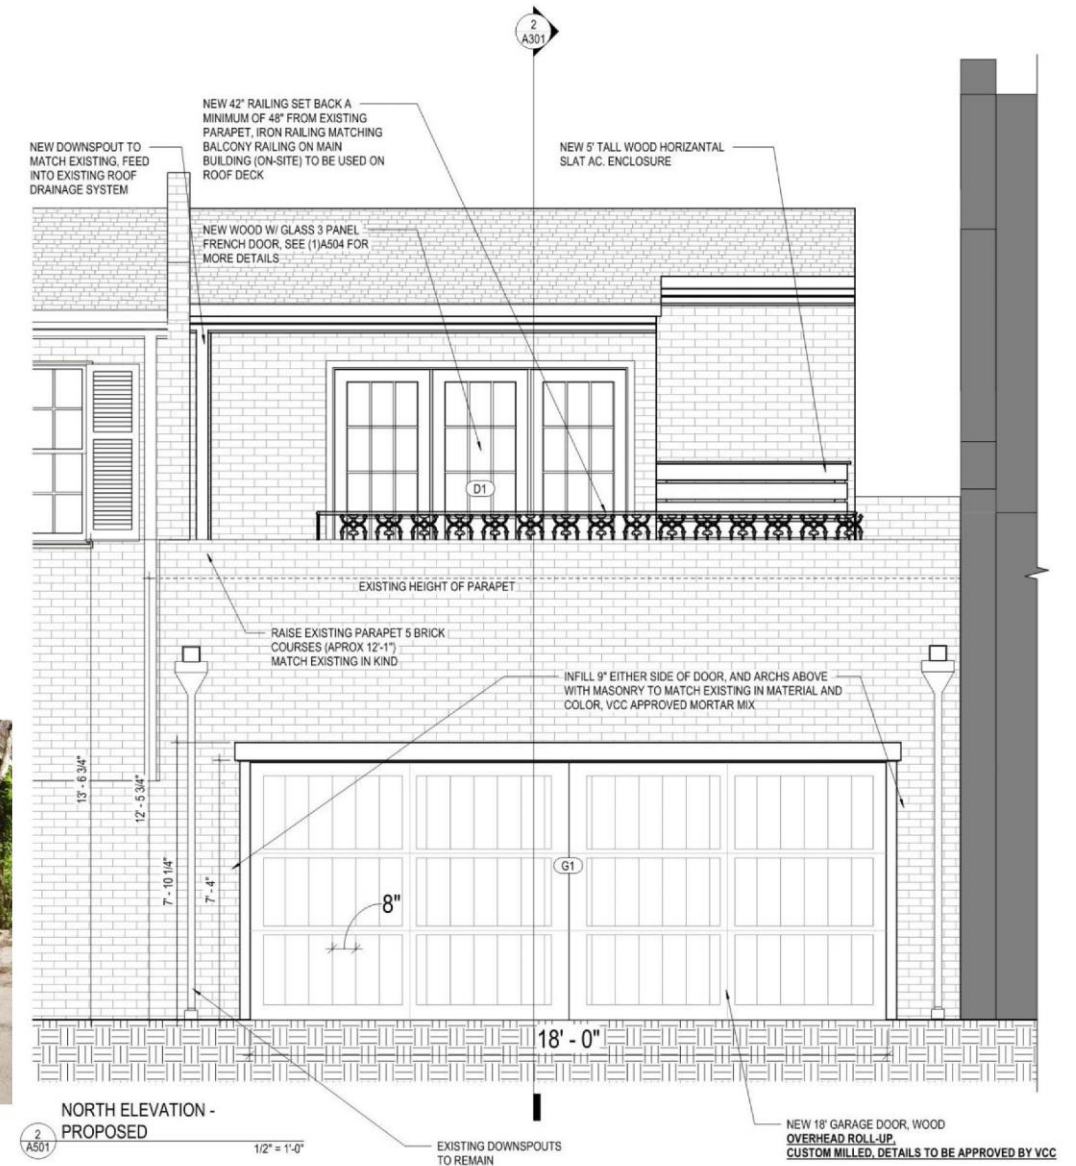 2
A301
NEW 42" RAILING SET BACK A
MINIMUM OF 48" FROM EXISTING
PARAPET, IRON RAILING MATCHING
BALCONY RAILING ON MAIN
BUILDING (ON-SITE) TO BE USED ON
ROOF DECK
NEW DOWNSPOUT TO
MATCH EXISTING, FEED
INTO EXISTING ROOF
DRAINAGE SYSTEM
NEW 5' TALL WOOD HORIZANTAL
SLAT AC. ENCLOSURE
NEW WOOD W/ GLASS 3 PANEL
FRENCH DOOR, SEE (1)A504 FOR
MORE DETAILS
D1
EXISTING HEIGHT OF PARAPET
RAISE EXISTING PARAPET 5 BRICK
COURSES (APROX 12'-1")
MATCH EXISTING IN KIND
INFILL 9" EITHER SIDE OF DOOR, AND ARCHS ABOVE
WITH MASONRY TO MATCH EXISTING IN MATERIAL AND
COLOR, VCC APPROVED MORTAR MIX
13' - 6 3/4"
12' - 5 3/4"
7' - 10 1/4"
7' - 4"
G1
8"
18' - 0"
NORTH ELEVATION -
PROPOSED
2
A501
1/2" = 1'-0"
EXISTING DOWNSPOUTS
TO REMAIN
NEW 18' GARAGE DOOR, WOOD
OVERHEAD ROLL-UP,
CUSTOM MILLED, DETAILS TO BE APPROVED BY VCC